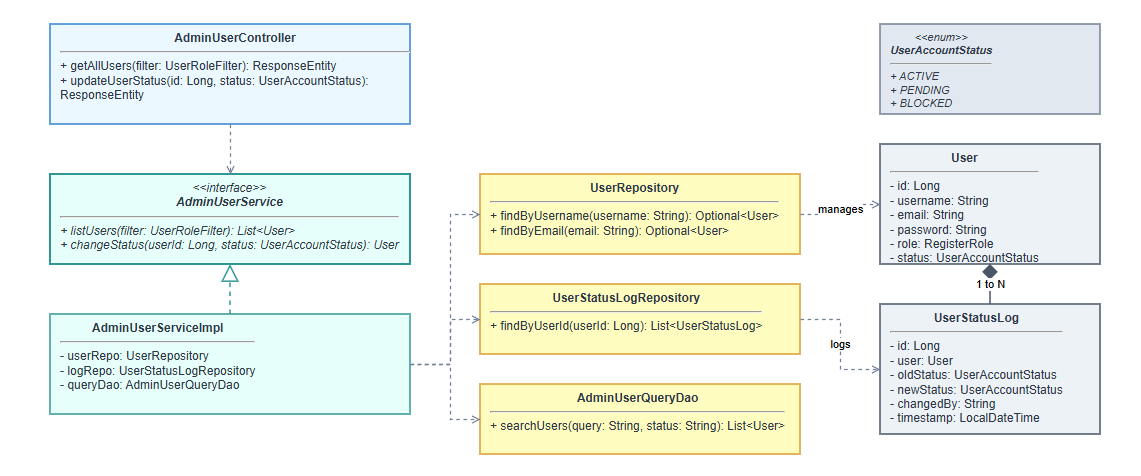 AdminUserController
+ getAllUsers(filter: UserRoleFilter): ResponseEntity
+ updateUserStatus(id: Long, status: UserAccountStatus):
ResponseEntity
<<enum>>
UserAccountStatus
+ ACTIVE
+ PENDING
+ BLOCKED
<<interface>>
AdminUserService
+ listUsers(filter: UserRoleFilter): List<User>
+ changeStatus(userId: Long, status: UserAccountStatus): User
UserRepository
+ findByUsername(username: String): Optional<User>
+ findByEmail(email: String): Optional<User>
manages
User
- id: Long
- username: String
- email: String
- password: String
- role: RegisterRole
- status: UserAccountStatus
1 to N
AdminUserServiceImpl
- userRepo: UserRepository
- logRepo: UserStatusLogRepository
- queryDao: AdminUserQueryDao
UserStatusLogRepository
+ findByUserId(userId: Long): List<UserStatusLog>
logs
UserStatusLog
- id: Long
- user: User
- oldStatus: UserAccountStatus
- newStatus: UserAccountStatus
- changedBy: String
- timestamp: LocalDateTime
AdminUserQueryDao
+ searchUsers(query: String, status: String): List<User>